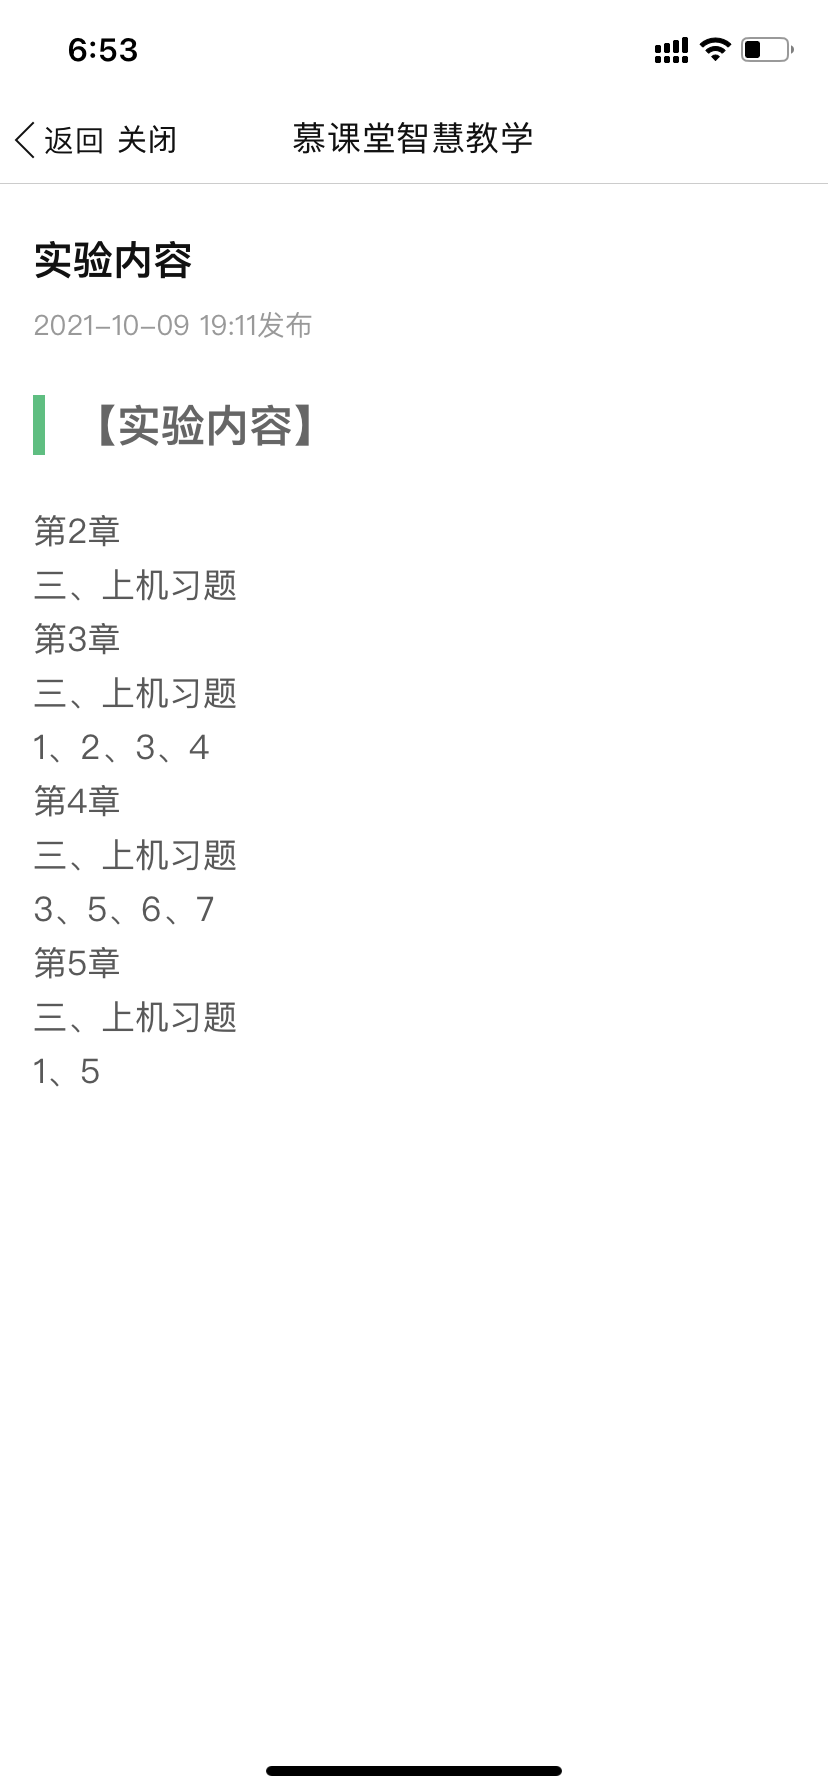 6:53
返回 关闭 慕课堂智慧教学
实验内容
2021-10-09 19:11发布
【实验内容】
第2章
三、上机习题
第3章
三、上机习题
1、2、3、4
第4章
三、上机习题
3、5、6、7
第5章
三、上机习题
1、5